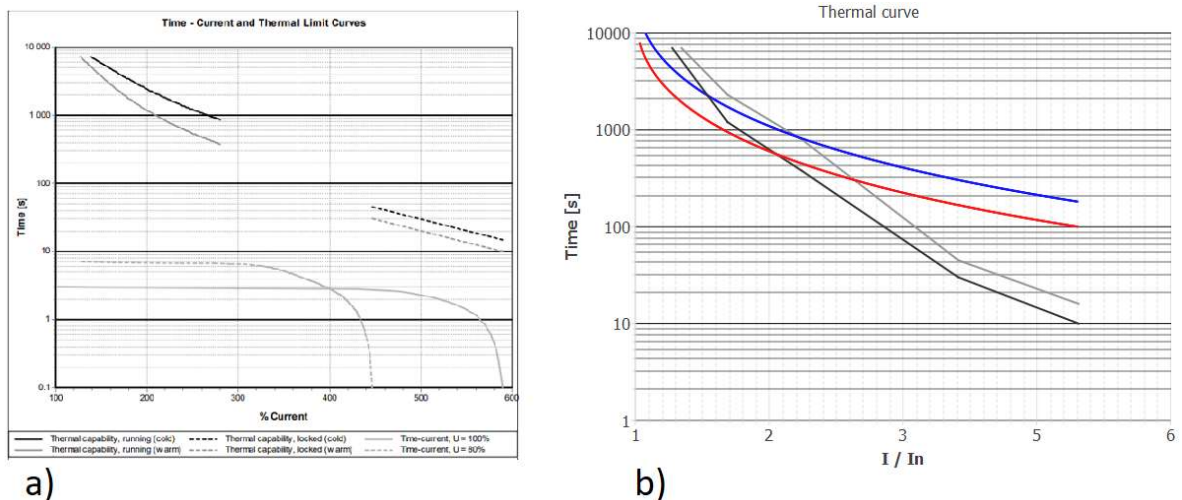 Time - Current and Thermal Limit Curves
10 000
1 000
100
10
1
0.1
Time [s]
100 200 300 400 500 600
% Current
Thermal capability, running (cold) Thermal capability, locked (cold) Time-current, U = 100%
Thermal capability, running (warm) Thermal capability, locked (warm) Time-current, U = 80%
a)
Thermal curve
10000
1000
100
10
1
Time [s]
1 2 3 5 6
I / In
b)